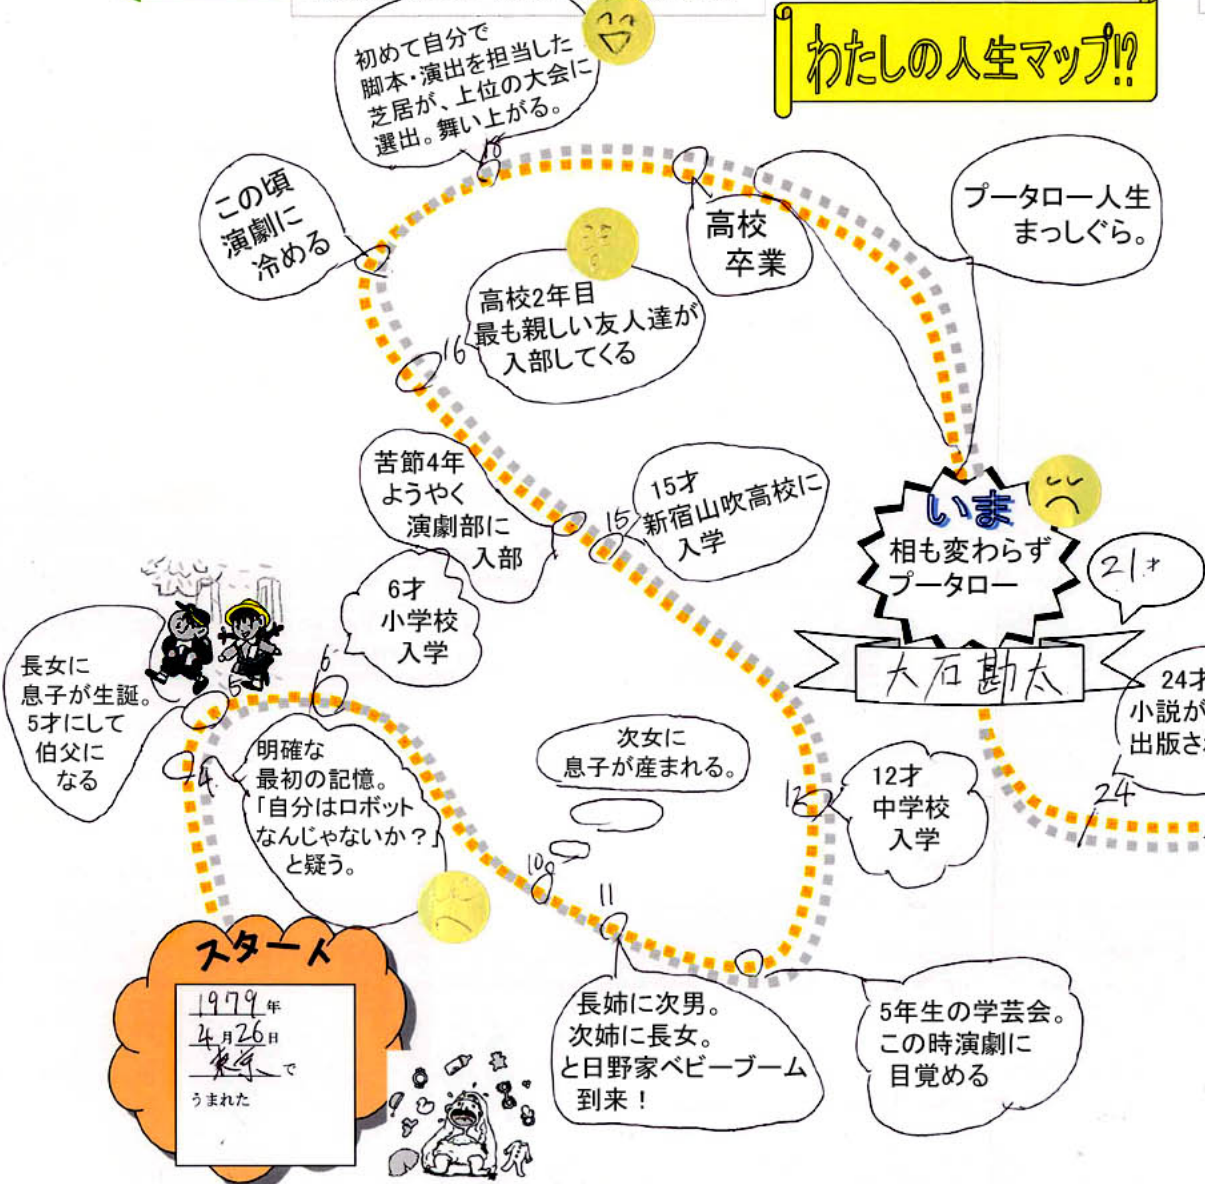 わたしの人生マップ!?
スタート
1979年
4月26日
東京で
うまれた
4
明確な
最初の記憶。
「自分はロボット
なんじゃないか?」
と疑う。
5
長女に
息子が生誕。
5才にして
伯父に
なる
6
6才
小学校
入学
10
次女に
息子が産まれる。
11
長姉に次男。
次姉に長女。
と日野家ベビーブーム
到来!
5年生の学芸会。
この時演劇に
目覚める
12
12才
中学校
入学
15
15才
新宿山吹高校に
入学
苦節4年
ようやく
演劇部に
入部
16
高校2年目
最も親しい友人達が
入部してくる
この頃
演劇に
冷める
18
初めて自分で
脚本・演出を担当した
芝居が、上位の大会に
選出。舞い上がる。
高校
卒業
プータロー人生
まっしぐら。
いま
相も変わらず
プータロー
21才
大石勘太
24
24才
小説が
出版さ